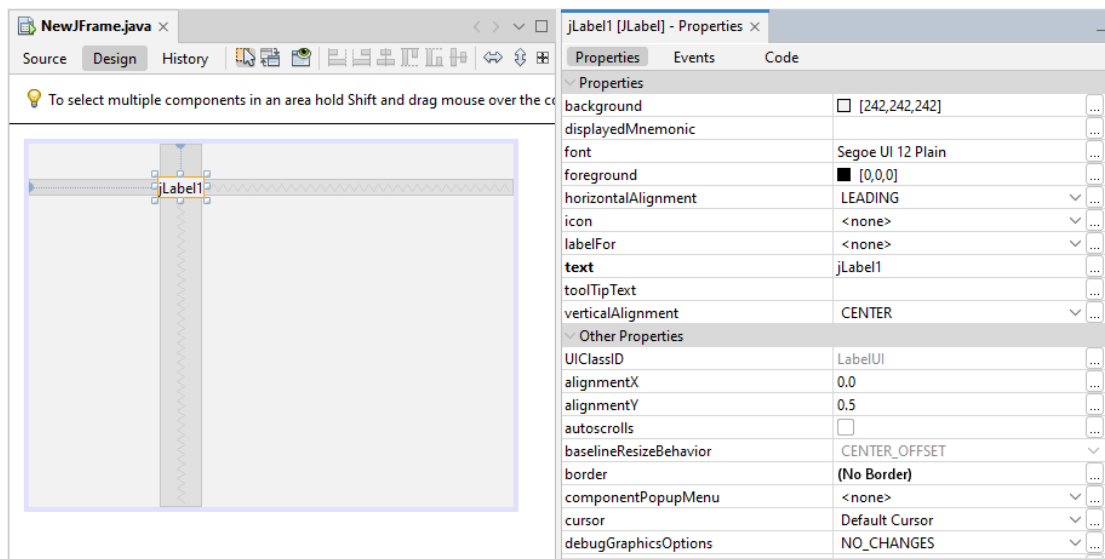 NewJFrame.java
Source Design History
To select multiple components in an area hold Shift and drag mouse over the
jLabel1
jLabel1 [JLabel] - Properties
Properties Events Code
Properties
background [242,242,242] ...
displayedMnemonic ...
font Segoe UI 12 Plain ...
foreground [0,0,0] ...
horizontalAlignment LEADING ...
icon <none> ...
labelFor <none> ...
text jLabel1 ...
toolTipText ...
verticalAlignment CENTER ...
Other Properties
UIClassID LabelUI ...
alignmentX 0.0 ...
alignmentY 0.5 ...
autoscrolls ...
baselineResizeBehavior CENTER_OFFSET
border (No Border) ...
componentPopupMenu <none> ...
cursor Default Cursor ...
debugGraphicsOptions NO_CHANGES ...